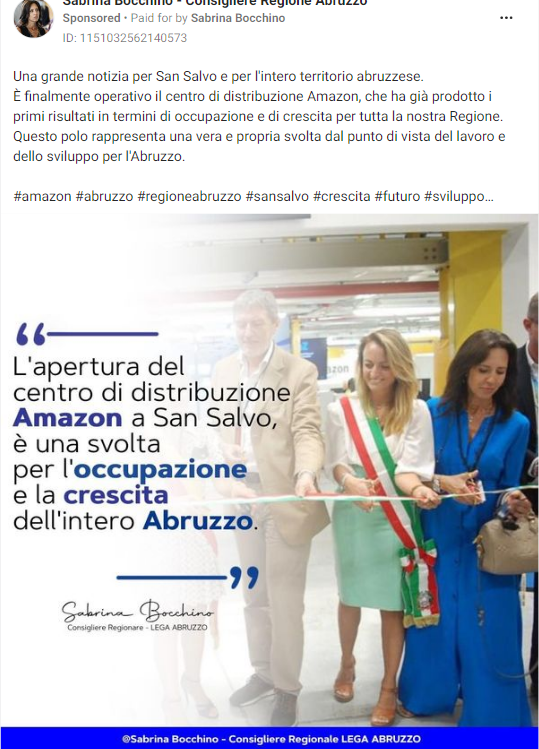 Sabrina Bocchino - Consigliere Regione Abruzzo
Sponsored • Paid for by Sabrina Bocchino
ID: 1151032562140573
Una grande notizia per San Salvo e per l'intero territorio abruzzese.
È finalmente operativo il centro di distribuzione Amazon, che ha già prodotto i
primi risultati in termini di occupazione e di crescita per tutta la nostra Regione.
Questo polo rappresenta una vera e propria svolta dal punto di vista del lavoro e
dello sviluppo per l'Abruzzo.
#amazon #abruzzo #regioneabruzzo #sansalvo #crescita #futuro #sviluppo...
“
L'apertura del
centro di distribuzione
Amazon a San Salvo,
è una svolta
per l'occupazione
e la crescita
dell'intero Abruzzo.
”
Sabrina Bocchino
Consigliere Regionare - LEGA ABRUZZO
amazon
@Sabrina Bocchino - Consigliere Regionale LEGA ABRUZZO